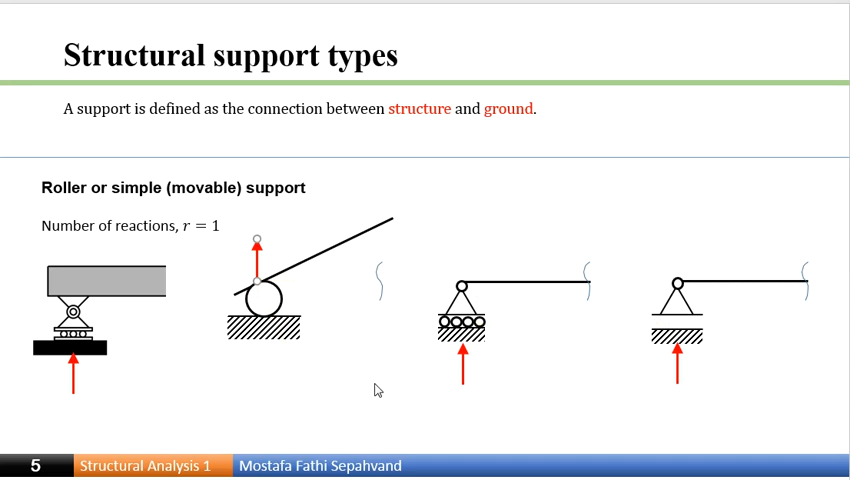 Structural support types
A support is defined as the connection between structure and ground.
Roller or simple (movable) support
Number of reactions, r = 1
5
Structural Analysis 1
Mostafa Fathi Sepahvand